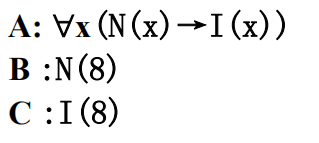 A: ∀x(N(x)→I(x))
B :N(8)
C :I(8)